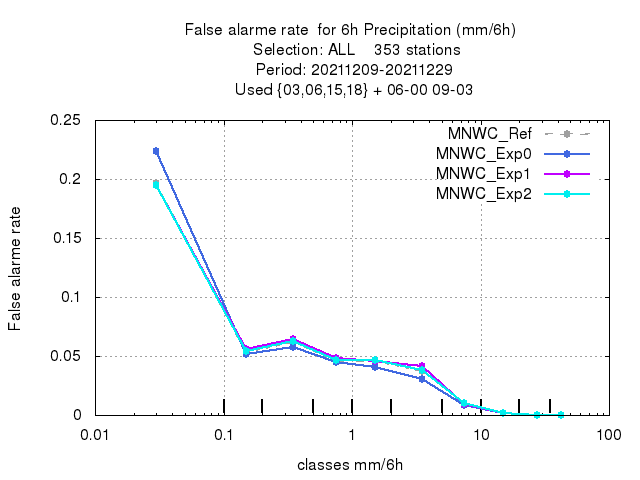 False alarme rate  for 6h Precipitation (mm/6h)
Selection: ALL    353 stations
Period: 20211209-20211229
Used {03,06,15,18} + 06-00 09-03
MNWC_Ref
MNWC_Exp0
MNWC_Exp1
MNWC_Exp2
False alarme rate
0.25
0.2
0.15
0.1
0.05
0
0.01 0.1 1 10 100
classes mm/6h